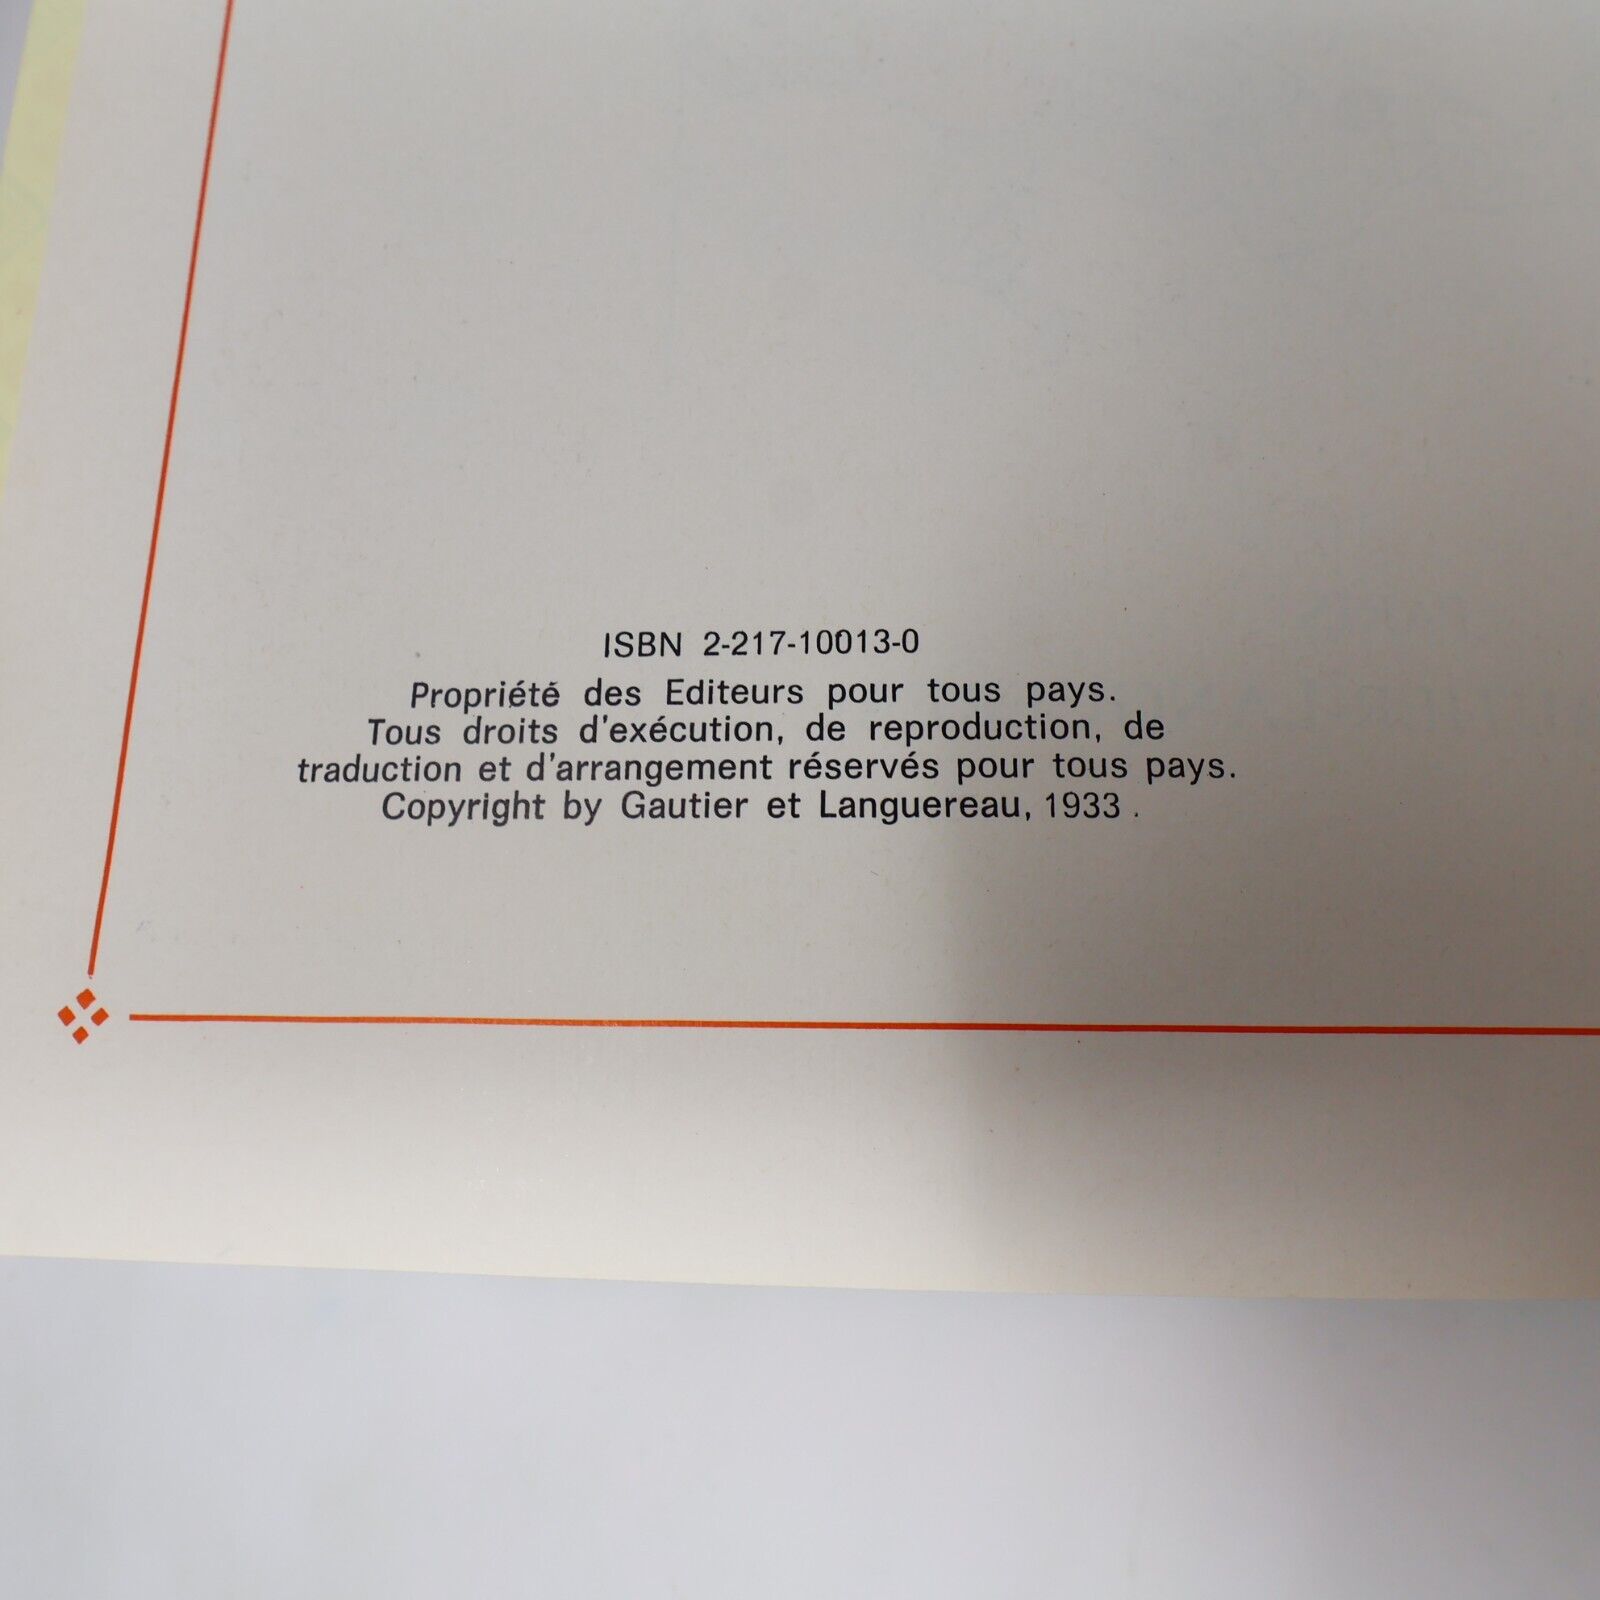 ISBN 2-217-10013-0
Propriété des Editeurs pour tous pays.
Tous droits d'exécution, de reproduction, de
traduction et d'arrangement réservés pour tous pays.
Copyright by Gautier et Languereau, 1933 .